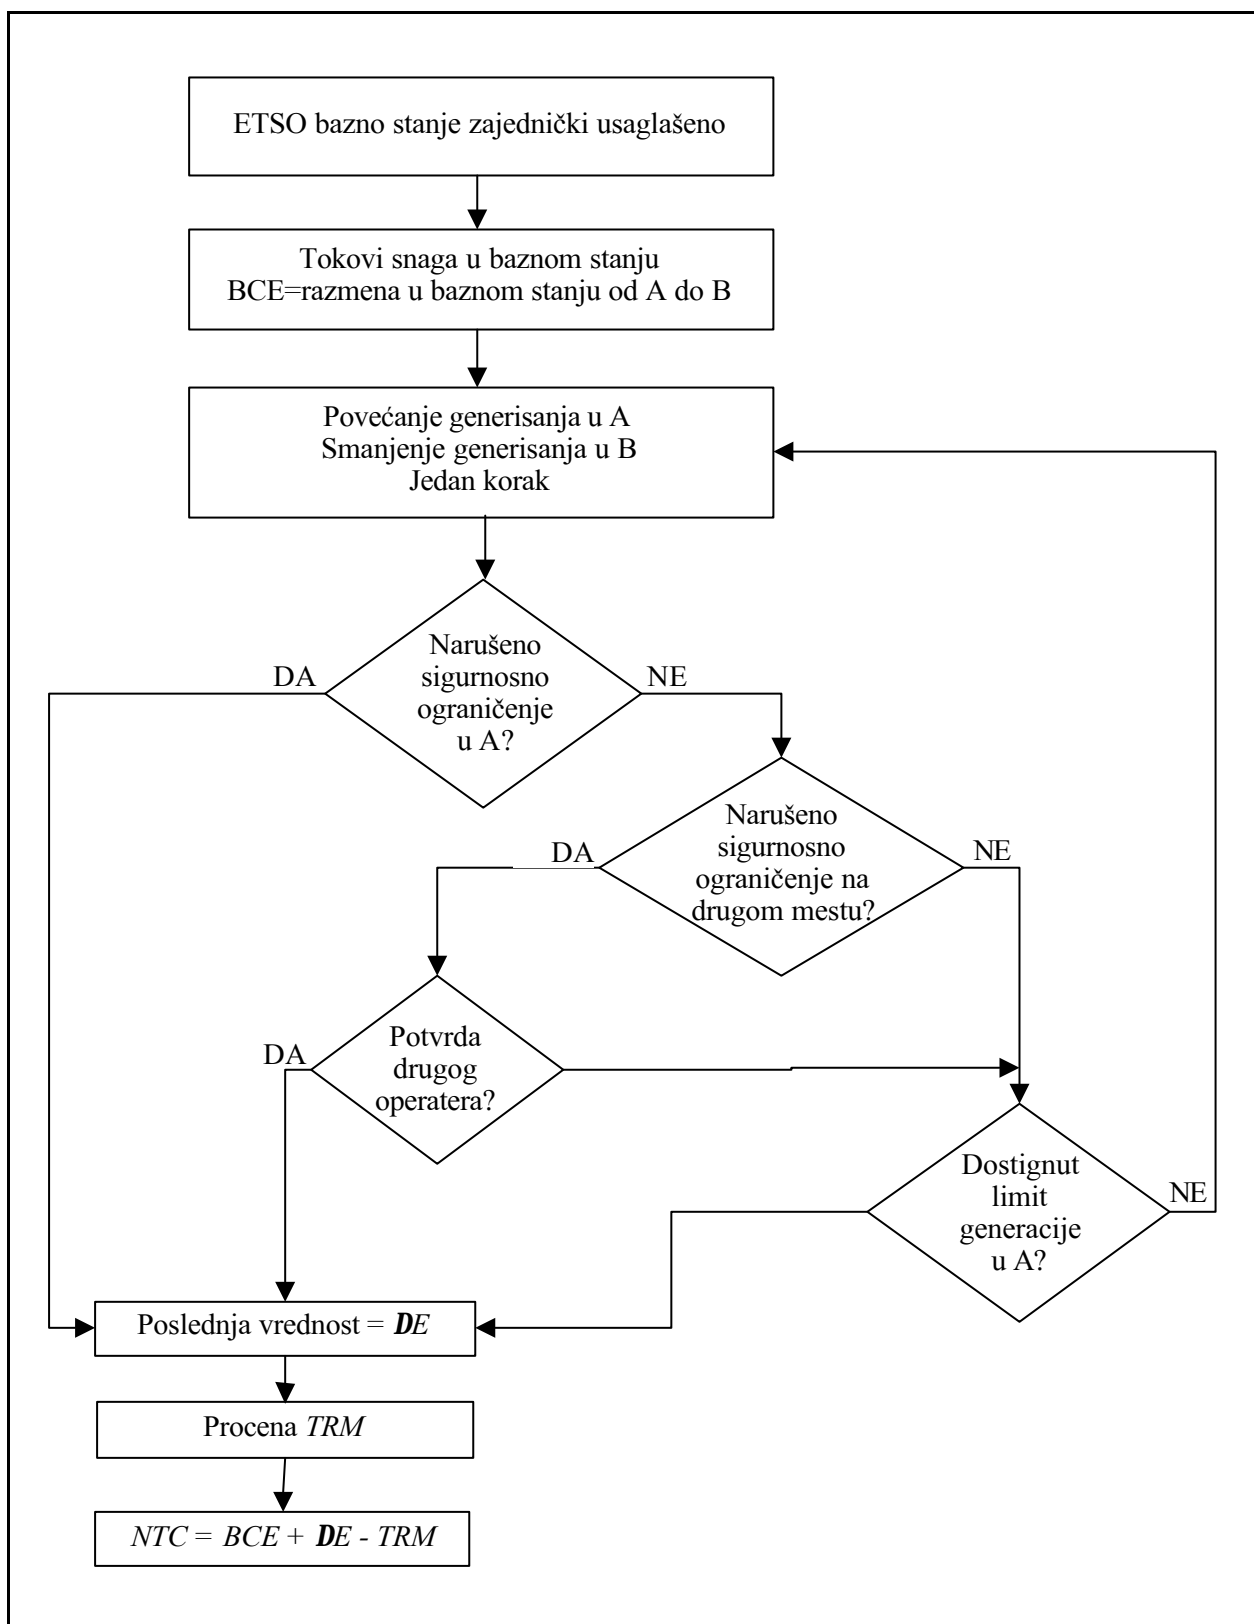 ETSO bazno stanje zajednički usaglašeno
Tokovi snaga u baznom stanju
BCE=razmena u baznom stanju od A do B
Povećanje generisanja u A
Smanjenje generisanja u B
Jedan korak
Narušeno
sigurnosno
ograničenje
u A?
DA
NE
Narušeno
sigurnosno
ograničenje na
drugom mestu?
DA
NE
Potvrda
drugog
operatera?
DA
Dostignut
limit
generacije
u A?
NE
Poslednja vrednost = DE
Procena TRM
NTC = BCE + DE - TRM